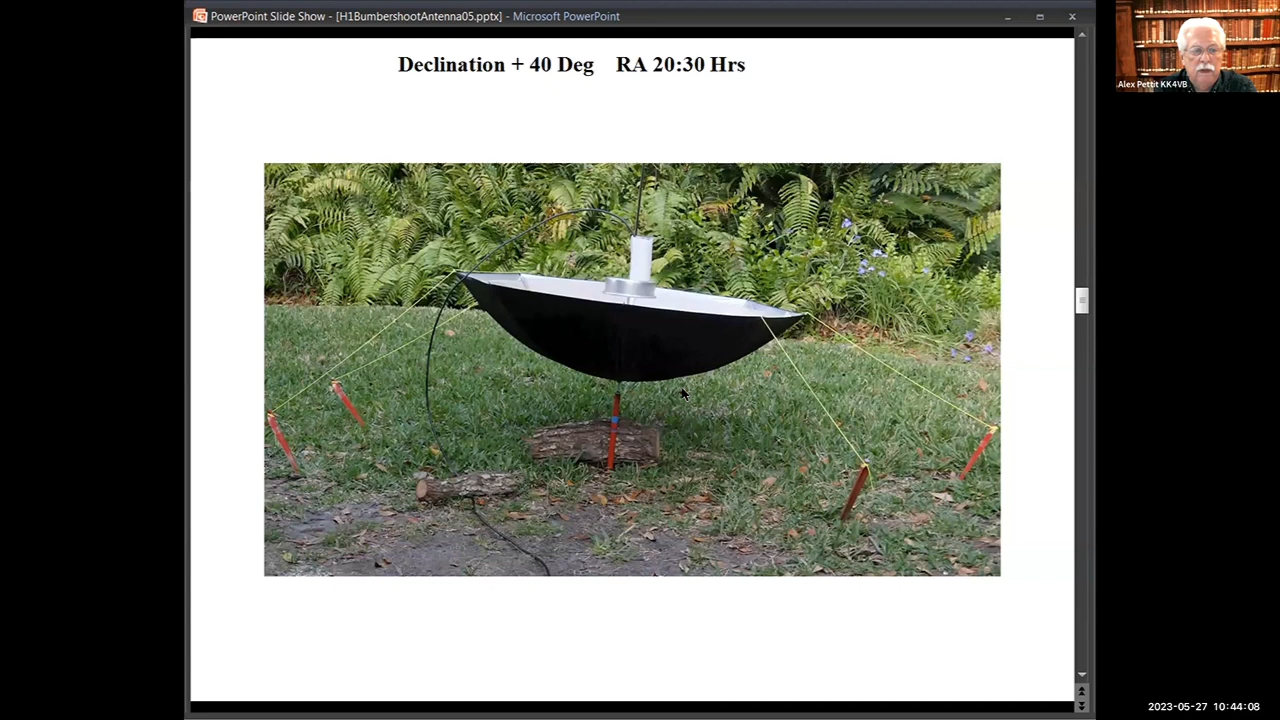 PowerPoint Slide Show - [H1BumbershootAntenna05.pptx] - Microsoft PowerPoint
Declination + 40 Deg RA 20:30 Hrs
Alex Pettit KK4VB
2023-05-27 10:44:08